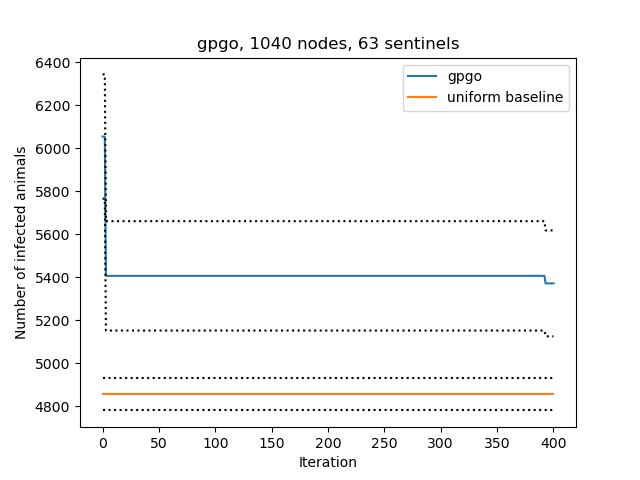 gpgo, 1040 nodes, 63 sentinels
gpgo
uniform baseline
Number of infected animals
6400
6200
6000
5800
5600
5400
5200
5000
4800
0 50 100 150 200 250 300 350 400
Iteration